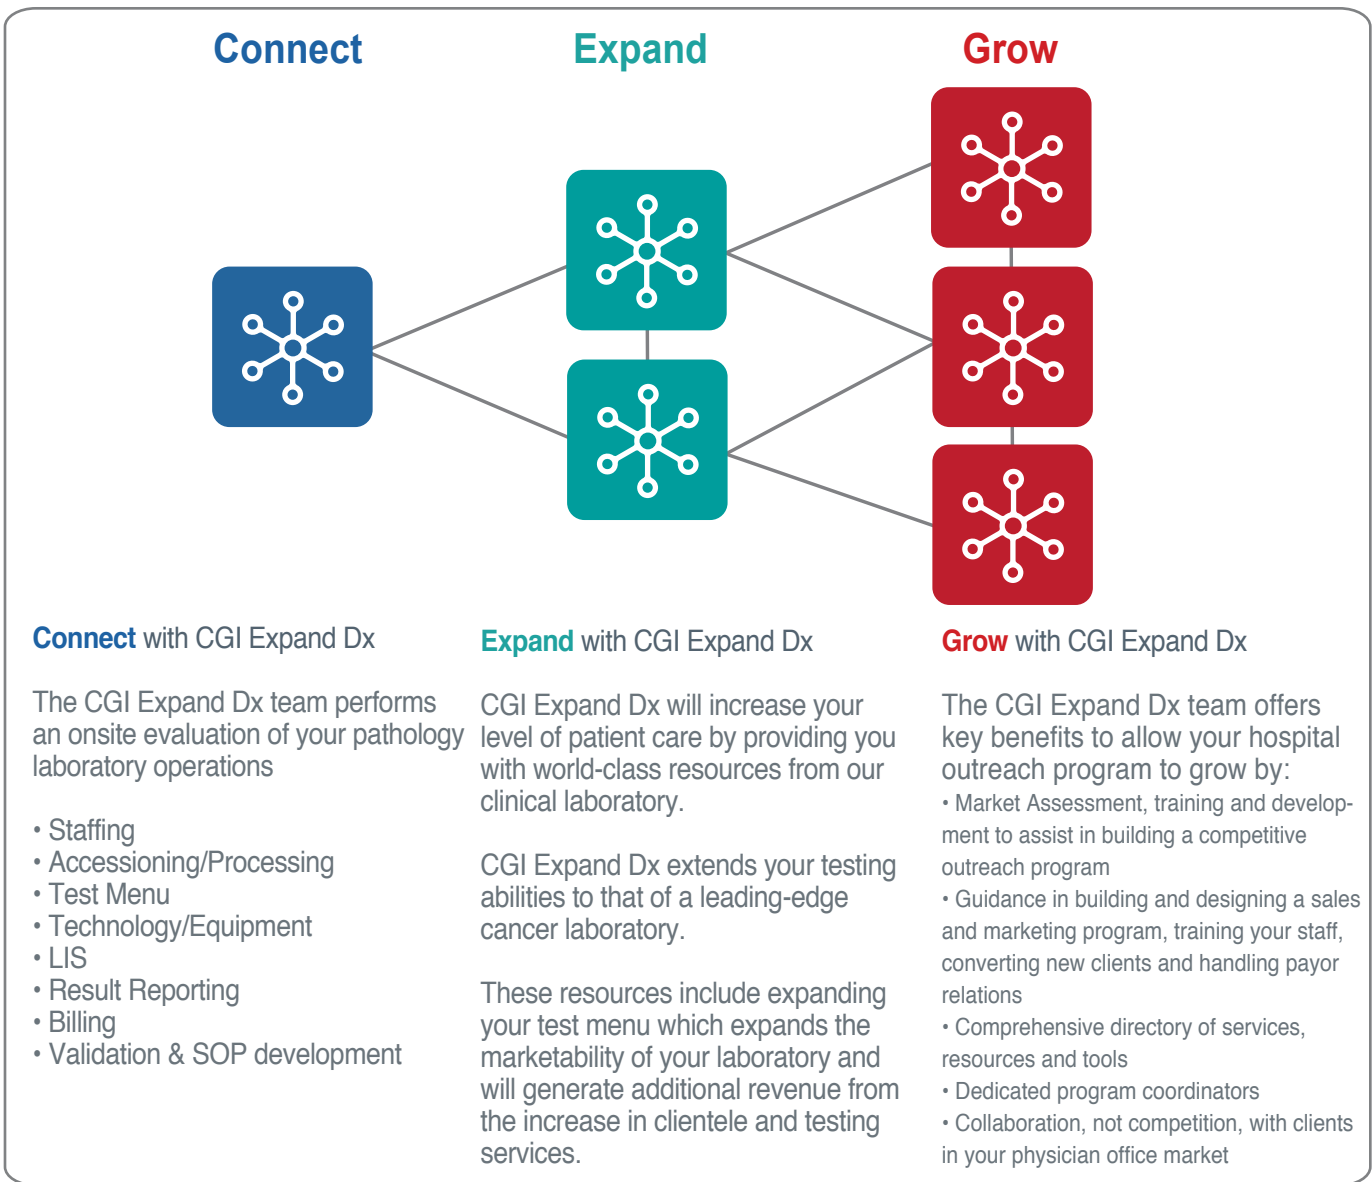 Connect
Expand
Grow
Connect with CGI Expand Dx
The CGI Expand Dx team performs
an onsite evaluation of your pathology
laboratory operations
• Staffing
• Accessioning/Processing
• Test Menu
• Technology/Equipment
• LIS
• Result Reporting
• Billing
• Validation & SOP development
Expand with CGI Expand Dx
CGI Expand Dx will increase your
level of patient care by providing you
with world-class resources from our
clinical laboratory.
CGI Expand Dx extends your testing
abilities to that of a leading-edge
cancer laboratory.
These resources include expanding
your test menu which expands the
marketability of your laboratory and
will generate additional revenue from
the increase in clientele and testing
services.
Grow with CGI Expand Dx
The CGI Expand Dx team offers
key benefits to allow your hospital
outreach program to grow by:
• Market Assessment, training and develop-
ment to assist in building a competitive
outreach program
• Guidance in building and designing a sales
and marketing program, training your staff,
converting new clients and handling payor
relations
• Comprehensive directory of services,
resources and tools
• Dedicated program coordinators
• Collaboration, not competition, with clients
in your physician office market